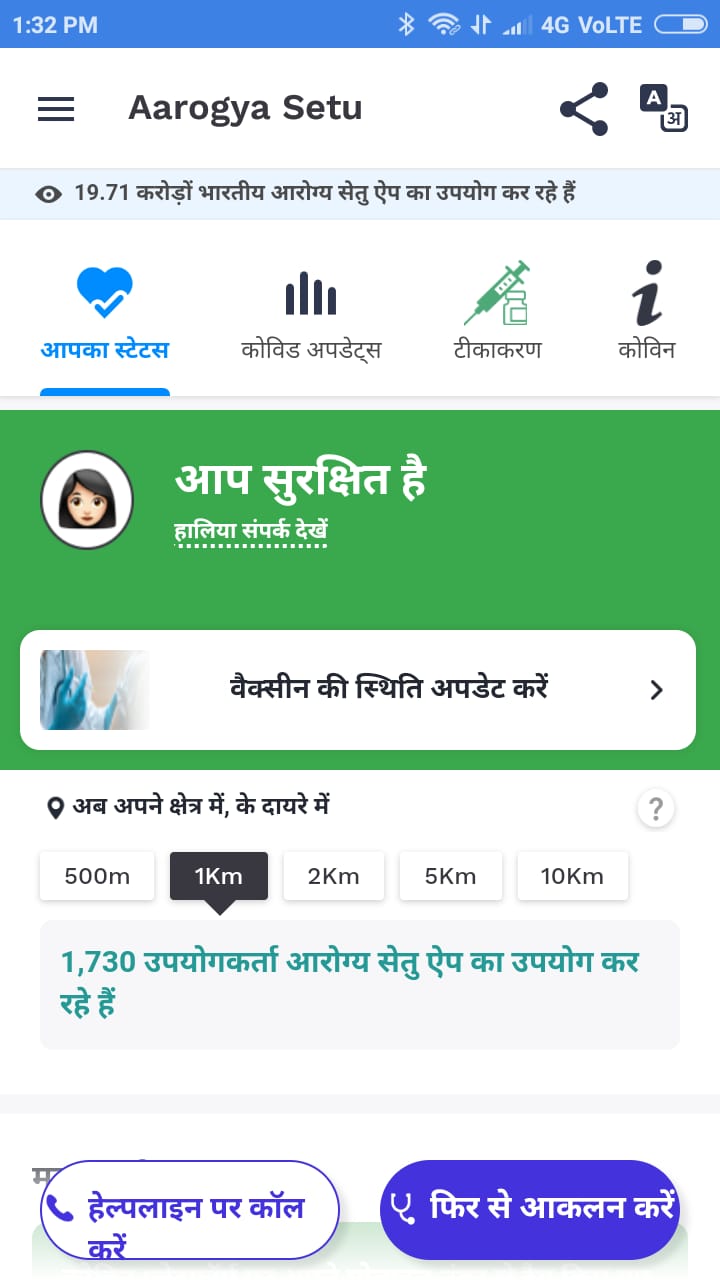 1:32 PM 4G VoLTE
Aarogya Setu
A अ
19.71 करोड़ों भारतीय आरोग्य सेतु ऐप का उपयोग कर रहे हैं
आपका स्टेटस कोविड अपडेट्स टीकाकरण कोविन
आप सुरक्षित है
हालिया संपर्क देखें
वैक्सीन की स्थिति अपडेट करें
अब अपने क्षेत्र में, के दायरे में ?
500m 1Km 2Km 5Km 10Km
1,730 उपयोगकर्ता आरोग्य सेतु ऐप का उपयोग कर
रहे हैं
हेल्पलाइन पर कॉल
करें
फिर से आकलन करें